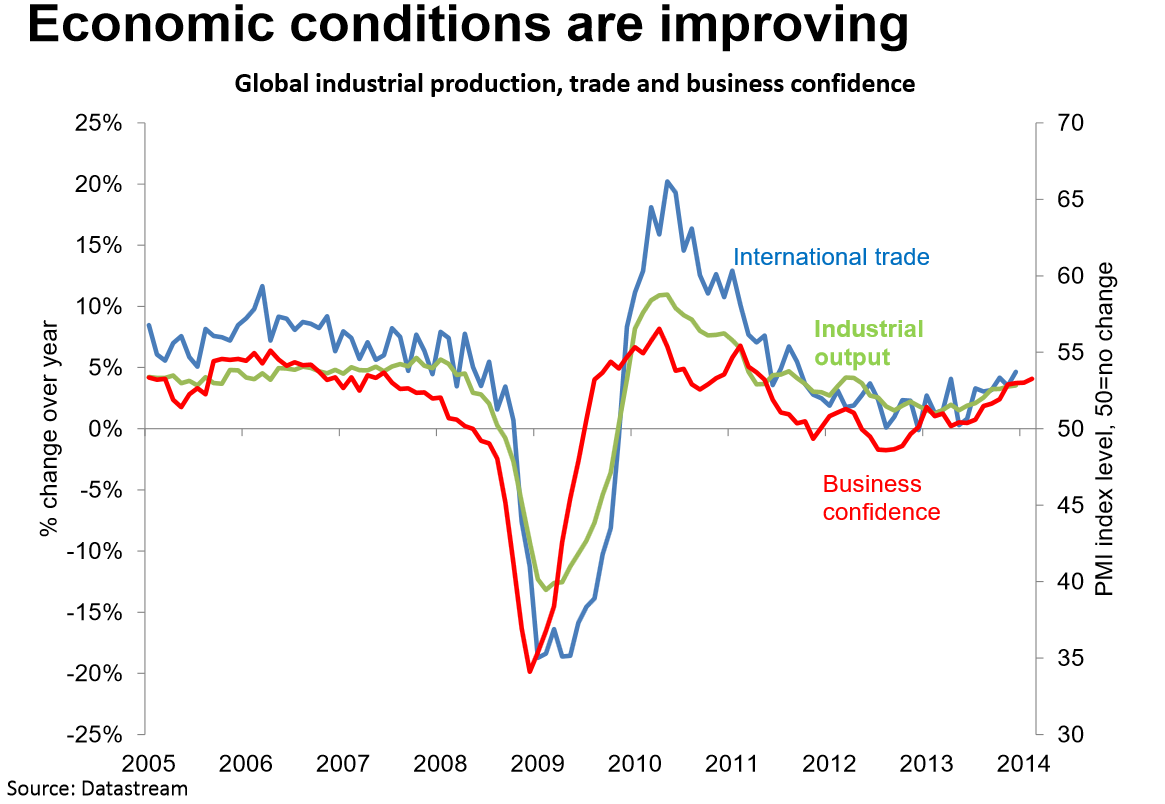 Economic conditions are improving
Global industrial production, trade and business confidence
25%
20%
15%
10%
5%
0%
-5%
-10%
-15%
-20%
-25%
% change over year
70
65
60
55
50
45
40
35
30
PMI index level, 50=no change
International trade
Industrial
output
Business
confidence
2005 2006 2007 2008 2009 2010 2011 2012 2013 2014
Source: Datastream